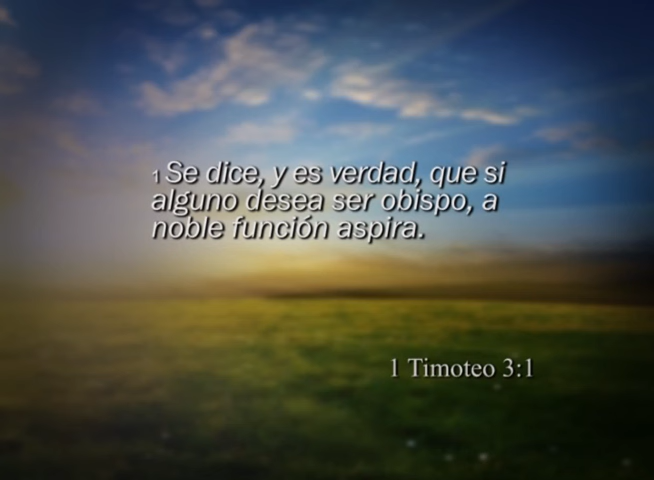 1 Se dice, y es verdad, que si
alguno desea ser obispo, a
noble función aspira.
1 Timoteo 3:1